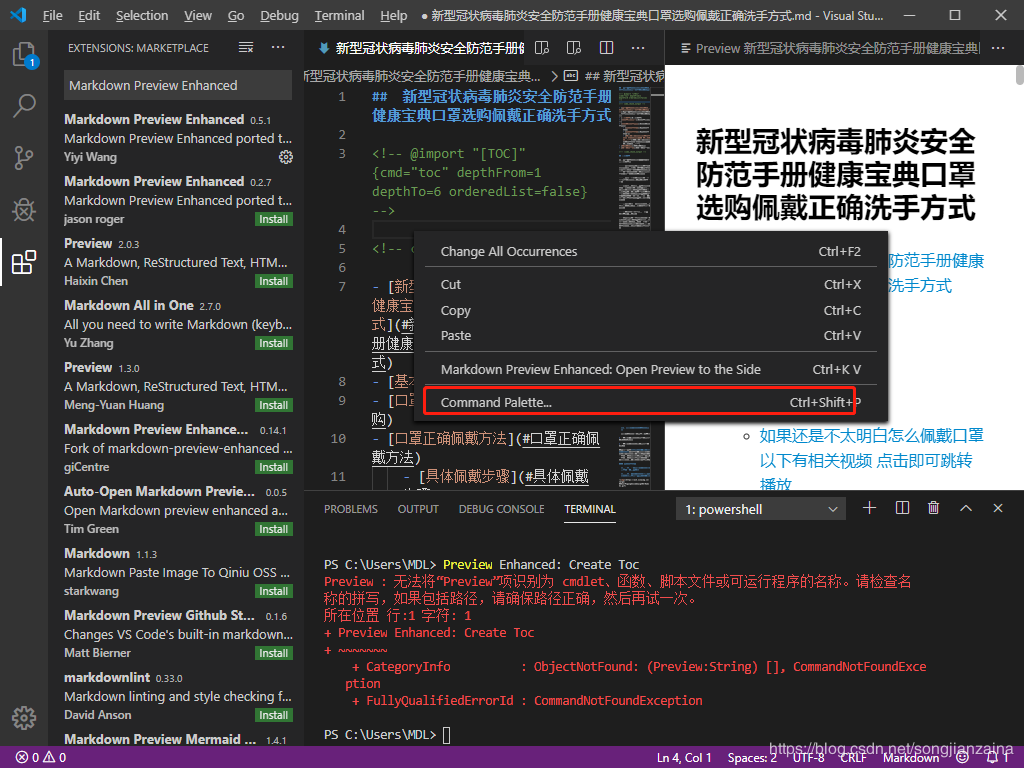 File Edit Selection View Go Debug Terminal Help ● 新型冠状病毒肺炎安全防范手册健康宝典口罩选购佩戴正确洗手方式.md - Visual Stu...
1
EXTENSIONS: MARKETPLACE
Markdown Preview Enhanced
Markdown Preview Enhanced 0.5.1
Markdown Preview Enhanced ported t...
Yiyi Wang
Markdown Preview Enhanced 0.2.7
Markdown Preview Enhanced ported t...
jason roger Install
Preview 2.0.3
A Markdown, ReStructured Text, HTM...
Haixin Chen Install
Markdown All in One 2.7.0
All you need to write Markdown (keyb...
Yu Zhang Install
Preview 1.3.0
A Markdown, ReStructured Text, HTM...
Meng-Yuan Huang Install
Markdown Preview Enhance... 0.14.1
Fork of markdown-preview-enhanced ...
giCentre Install
Auto-Open Markdown Previe... 0.0.5
Open Markdown preview enhanced a...
Tim Green Install
Markdown 1.1.3
Markdown Paste Image To Qiniu OSS ...
starkwang Install
Markdown Preview Github St... 0.1.6
Changes VS Code's built-in markdown...
Matt Bierner Install
markdownlint 0.33.0
Markdown linting and style checking f...
David Anson Install
Markdown Preview Mermaid ... 1.4.1
新型冠状病毒肺炎安全防范手册健
新型冠状病毒肺炎安全防范手册健康宝典... > ## 新型冠状病
1 ## 新型冠状病毒肺炎安全防范手册
健康宝典口罩选购佩戴正确洗手方式
2
3 <!-- @import "[TOC]"
{cmd="toc" depthFrom=1
depthTo=6 orderedList=false}
-->
4
5 <!-- c
6
7 - [新型
健康宝
式](#新
册健康
式)
8 - [基本
9 - [口罩
购)
10 - [口罩正确佩戴方法](#口罩正确佩
戴方法)
11 - [具体佩戴步骤](#具体佩戴
Change All Occurrences Ctrl+F2
Cut Ctrl+X
Copy Ctrl+C
Paste Ctrl+V
Markdown Preview Enhanced: Open Preview to the Side Ctrl+K V
Command Palette... Ctrl+Shift+P
Preview 新型冠状病毒肺炎安全防范手册健康宝典
新型冠状病毒肺炎安全
防范手册健康宝典口罩
选购佩戴正确洗手方式
防范手册健康
洗手方式
如果还是不太明白怎么佩戴口罩
以下有相关视频 点击即可跳转
播放
PROBLEMS OUTPUT DEBUG CONSOLE TERMINAL 1: powershell
PS C:\Users\MDL> Preview Enhanced: Create Toc
Preview : 无法将“Preview”项识别为 cmdlet、函数、脚本文件或可运行程序的名称。请检查名
称的拼写，如果包括路径，请确保路径正确，然后再试一次。
所在位置 行:1 字符: 1
+ Preview Enhanced: Create Toc
+ ~~~~~~~
+ CategoryInfo : ObjectNotFound: (Preview:String) [], CommandNotFoundExce
ption
+ FullyQualifiedErrorId : CommandNotFoundException
PS C:\Users\MDL>
0 0 Ln 4, Col 1 Spaces: 2 UTF-8 CRLF Markdown 1
https://blog.csdn.net/songjianzaina